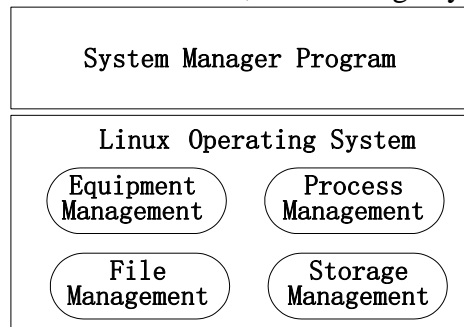 System Manager Program
Linux Operating System
Equipment
Management
Process
Management
File
Management
Storage
Management